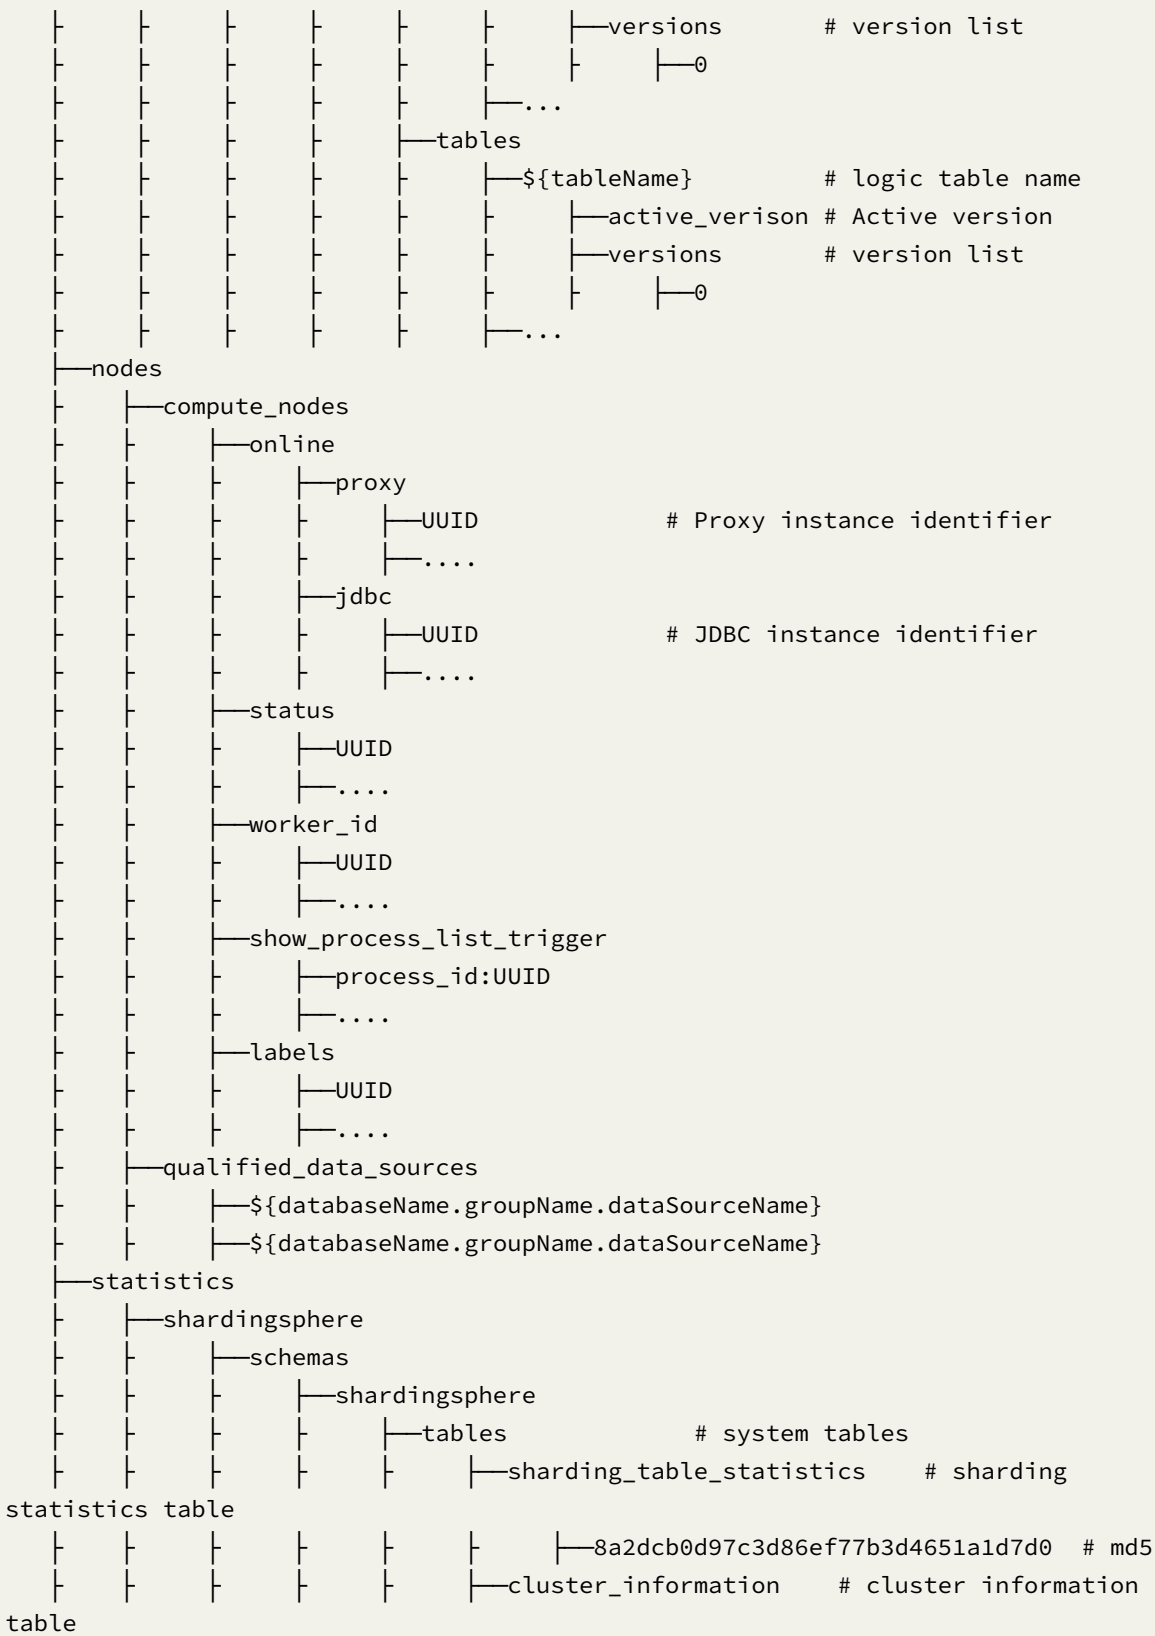 ├      ├      ├      ├      ├      ├      ├──versions       # version list
├      ├      ├      ├      ├      ├      ├      ├──0
├      ├      ├      ├      ├      ├──...
├      ├      ├      ├      ├──tables
├      ├      ├      ├      ├      ├──${tableName}         # logic table name
├      ├      ├      ├      ├      ├      ├──active_verison # Active version
├      ├      ├      ├      ├      ├      ├──versions       # version list
├      ├      ├      ├      ├      ├      ├      ├──0
├      ├      ├      ├      ├      ├──...
├──nodes
├      ├──compute_nodes
├      ├      ├──online
├      ├      ├      ├──proxy
├      ├      ├      ├      ├──UUID             # Proxy instance identifier
├      ├      ├      ├      ├──....
├      ├      ├      ├──jdbc
├      ├      ├      ├      ├──UUID             # JDBC instance identifier
├      ├      ├      ├      ├──....
├      ├      ├──status
├      ├      ├      ├──UUID
├      ├      ├      ├──....
├      ├      ├──worker_id
├      ├      ├      ├──UUID
├      ├      ├      ├──....
├      ├      ├──show_process_list_trigger
├      ├      ├      ├──process_id:UUID
├      ├      ├      ├──....
├      ├      ├──labels
├      ├      ├      ├──UUID
├      ├      ├      ├──....
├      ├──qualified_data_sources
├      ├      ├──${databaseName.groupName.dataSourceName}
├      ├      ├──${databaseName.groupName.dataSourceName}
├──statistics
├      ├──shardingsphere
├      ├      ├──schemas
├      ├      ├      ├──shardingsphere
├      ├      ├      ├      ├──tables             # system tables
├      ├      ├      ├      ├      ├──sharding_table_statistics    # sharding
statistics table
├      ├      ├      ├      ├      ├      ├──8a2dcb0d97c3d86ef77b3d4651a1d7d0  # md5
├      ├      ├      ├      ├      ├──cluster_information    # cluster information
table